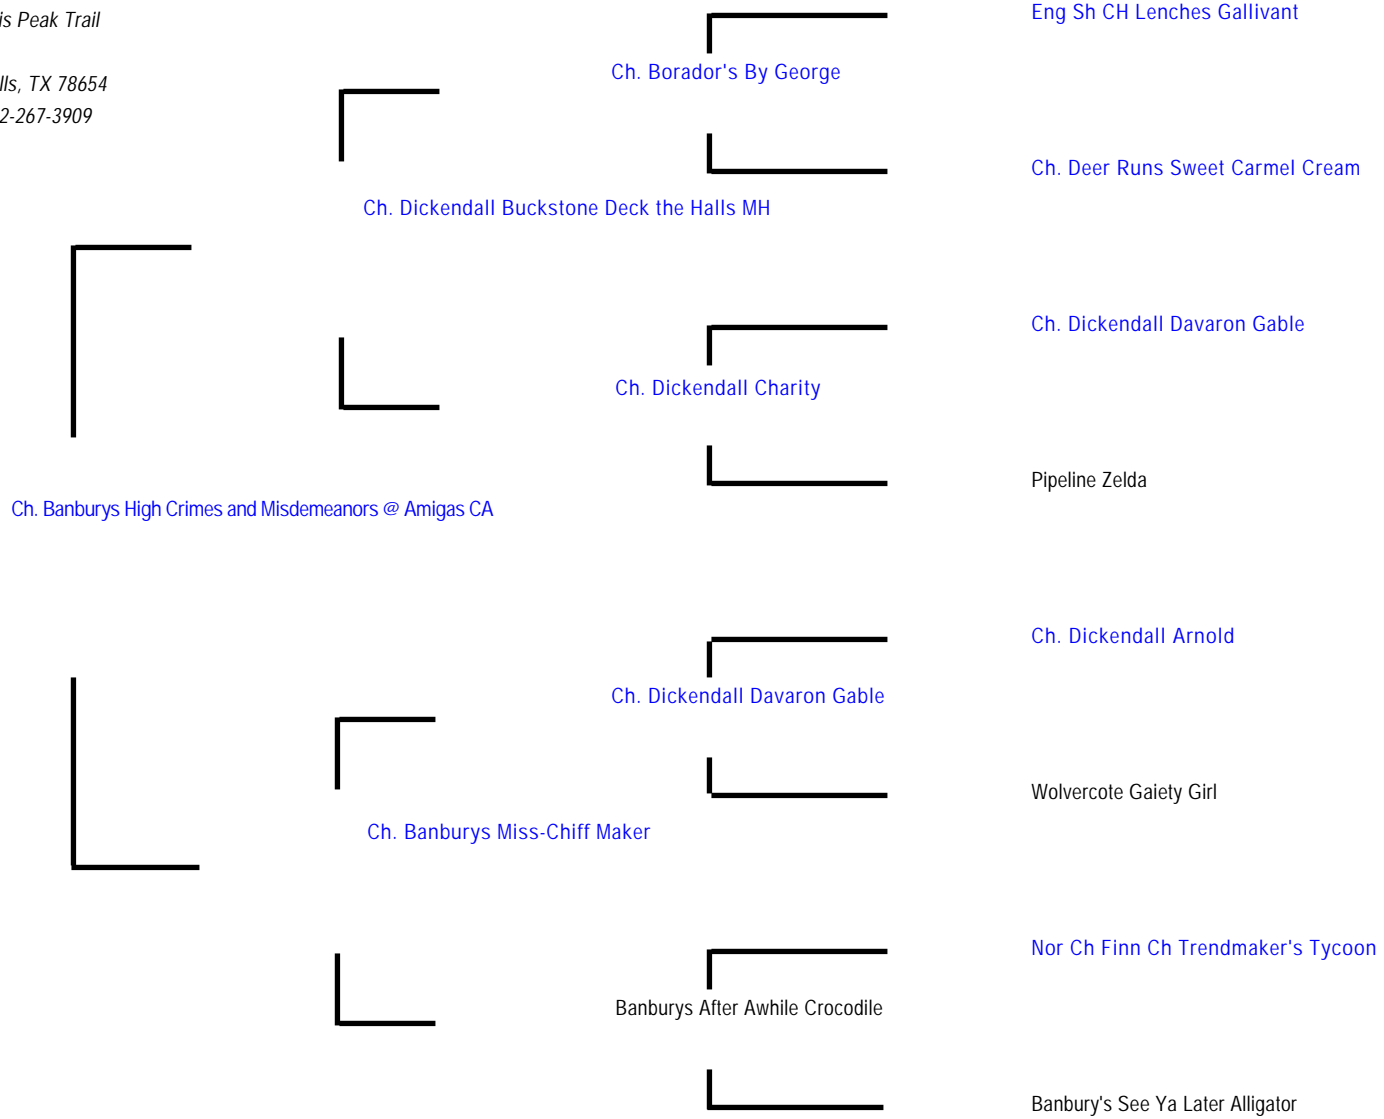 Eng Sh CH Lenches Gallivant
is Peak Trail
Ch. Borador's By George
lls, TX 78654
2-267-3909
Ch. Deer Runs Sweet Carmel Cream
Ch. Dickendall Buckstone Deck the Halls MH
Ch. Dickendall Davaron Gable
Ch. Dickendall Charity
Pipeline Zelda
Ch. Banburys High Crimes and Misdemeanors @ Amigas CA
Ch. Dickendall Arnold
Ch. Dickendall Davaron Gable
Wolvercote Gaiety Girl
Ch. Banburys Miss-Chiff Maker
Nor Ch Finn Ch Trendmaker's Tycoon
Banburys After Awhile Crocodile
Banbury's See Ya Later Alligator